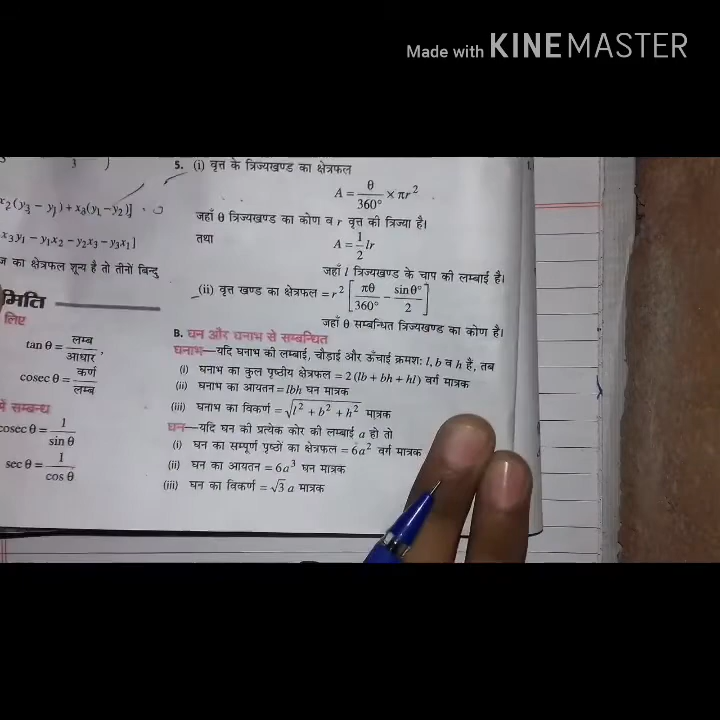 Made with KINEMASTER
3
x2(y3 − y1) + x3(y1 − y2)]
x3y1 − y1x2 − y2x3 − y3x1]
ज का क्षेत्रफल शून्य है तो तीनों बिन्दु
मिति
लिए
tan θ = लम्ब/आधार,
cosec θ = कर्ण/लम्ब
में सम्बन्ध
cosec θ = 1/sin θ
sec θ = 1/cos θ
5. (i) वृत्त के त्रिज्यखण्ड का क्षेत्रफल
A = θ/360° × πr²
जहाँ θ त्रिज्यखण्ड का कोण व r वृत्त की त्रिज्या है।
तथा A = 1/2 lr
जहाँ l त्रिज्यखण्ड के चाप की लम्बाई है।
(ii) वृत्त खण्ड का क्षेत्रफल = r² [πθ/360° − sin θ°/2]
जहाँ θ सम्बन्धित त्रिज्यखण्ड का कोण है।
B. घन और घनाभ से सम्बन्धित
घनाभ—यदि घनाभ की लम्बाई, चौड़ाई और ऊँचाई क्रमश: l, b व h हैं, तब
(i) घनाभ का कुल पृष्ठीय क्षेत्रफल = 2 (lb + bh + hl) वर्ग मात्रक
(ii) घनाभ का आयतन = lbh घन मात्रक
(iii) घनाभ का विकर्ण = √(l² + b² + h²) मात्रक
घन—यदि घन की प्रत्येक कोर की लम्बाई a हो तो
(i) घन का सम्पूर्ण पृष्ठों का क्षेत्रफल = 6a² वर्ग मात्रक
(ii) घन का आयतन = 6a³ घन मात्रक
(iii) घन का विकर्ण = √3 a मात्रक
1.